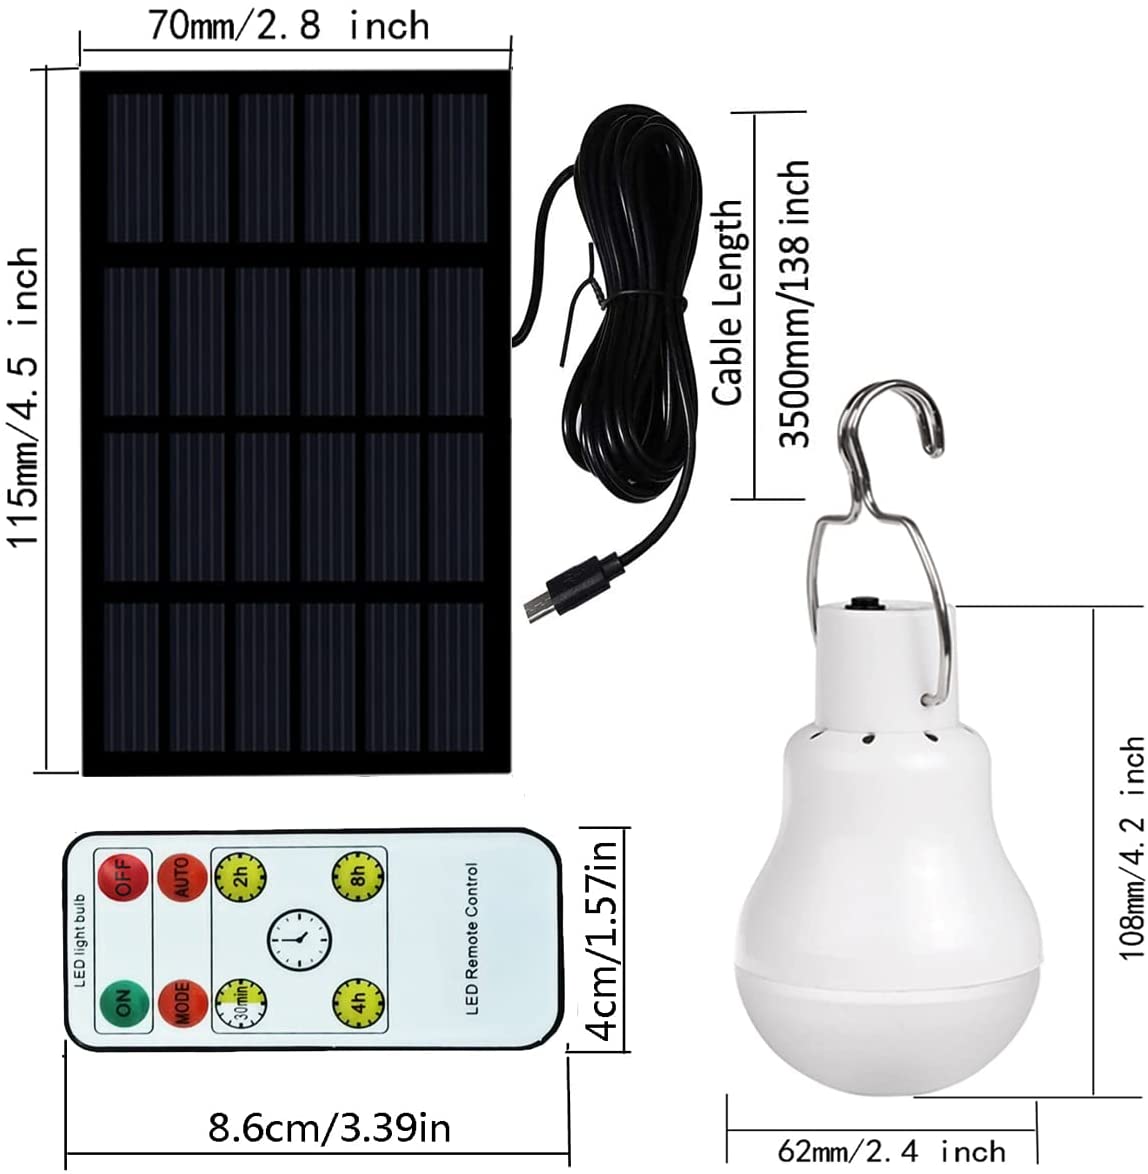 70mm/2.8 inch
115mm/4.5 inch
Cable Length
3500mm/138 inch
108mm/4.2 inch
62mm/2.4 inch
LED light bulb
OFF
ON
AUTO
MODE
2h
8h
30min
4h
LED Remote Control
4cm/1.57in
8.6cm/3.39in